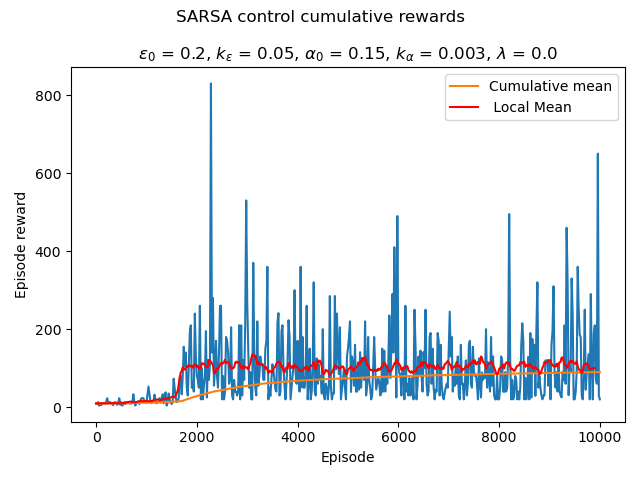 SARSA control cumulative rewards
ε₀ = 0.2, kε = 0.05, α₀ = 0.15, kα = 0.003, λ = 0.0
Cumulative mean
Local Mean
Episode reward
800
600
400
200
0
0 2000 4000 6000 8000 10000
Episode